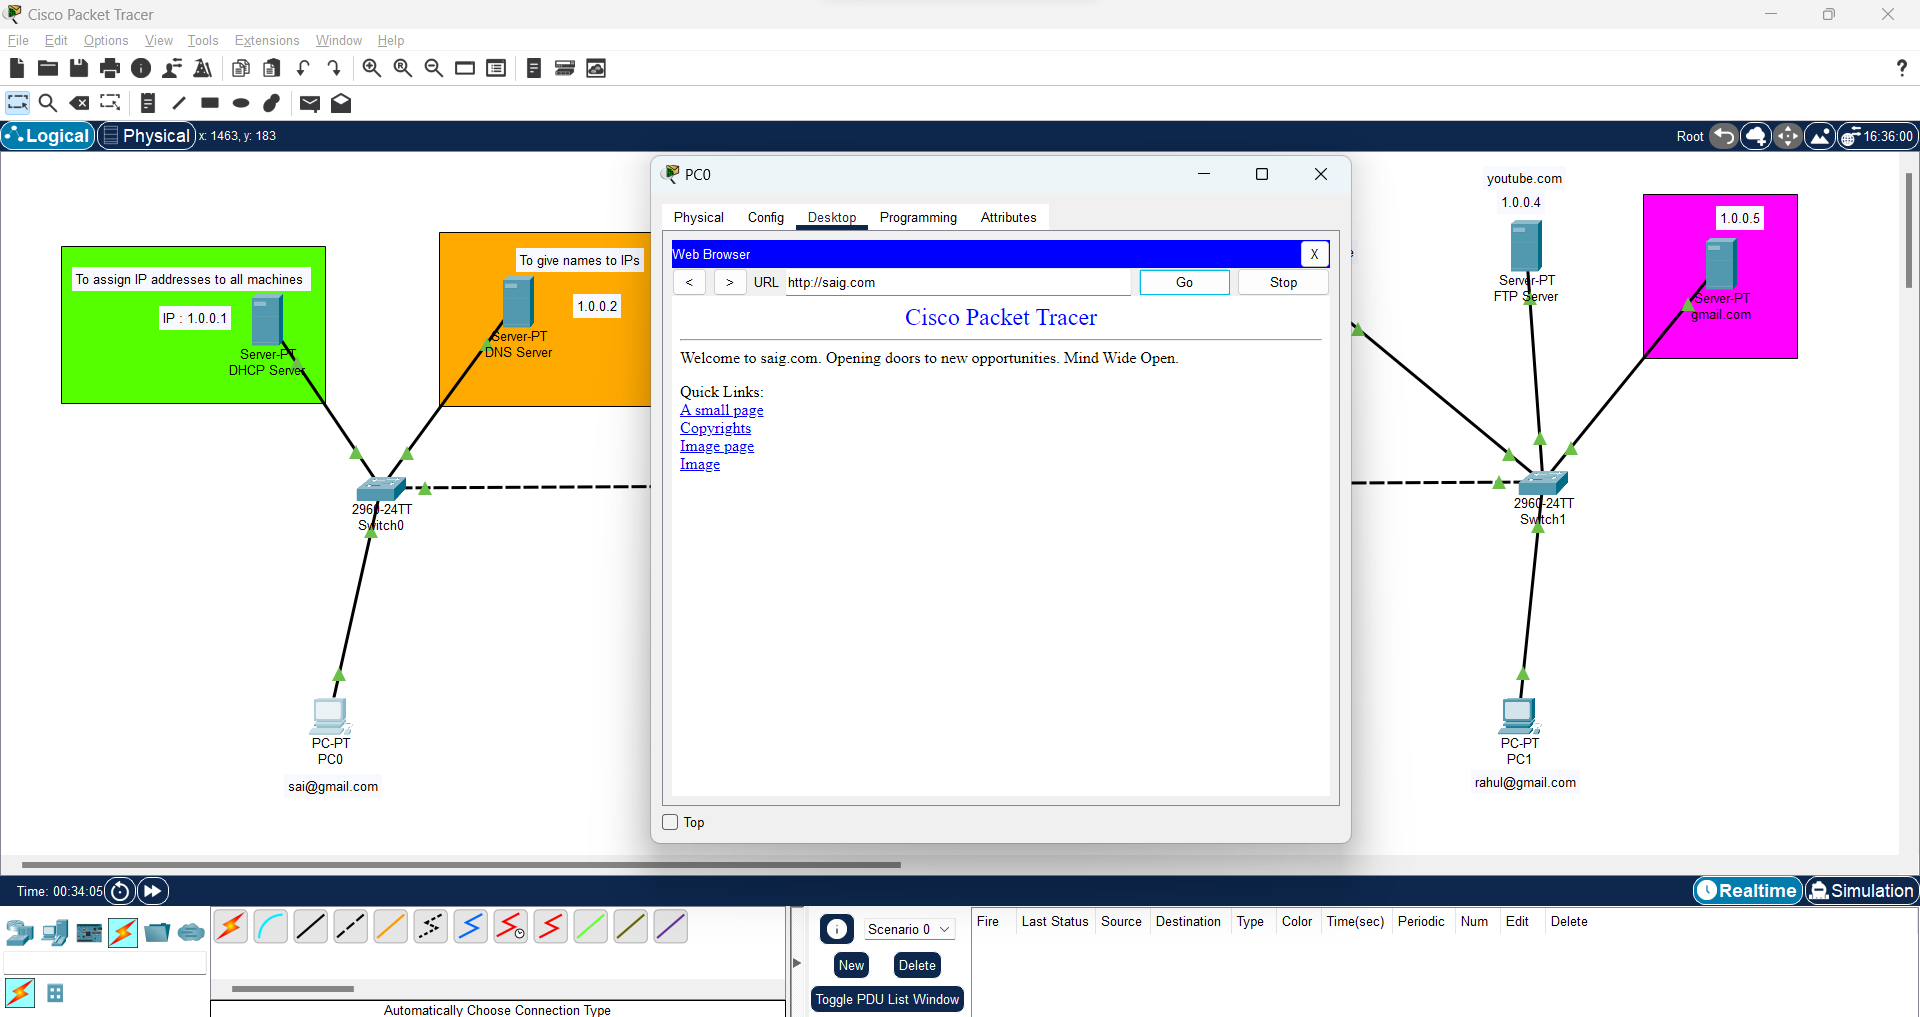 Cisco Packet Tracer
File Edit Options View Tools Extensions Window Help
?
Logical Physical x: 1463, y: 183 Root 16:36:00
PC0
Physical Config Desktop Programming Attributes
Web Browser X
< > URL http://saig.com Go Stop
Cisco Packet Tracer
Welcome to saig.com. Opening doors to new opportunities. Mind Wide Open.
Quick Links:
A small page
Copyrights
Image page
Image
Top
To assign IP addresses to all machines
IP : 1.0.0.1
Server-PT
DHCP Server
To give names to IPs
1.0.0.2
Server-PT
DNS Server
2960-24TT
Switch0
PC-PT
PC0
sai@gmail.com
youtube.com
1.0.0.4
Server-PT
FTP Server
1.0.0.5
Server-PT
gmail.com
2960-24TT
Switch1
PC-PT
PC1
rahul@gmail.com
Time: 00:34:05 Realtime Simulation
Scenario 0
New Delete
Toggle PDU List Window
Fire Last Status Source Destination Type Color Time(sec) Periodic Num Edit Delete
Automatically Choose Connection Type